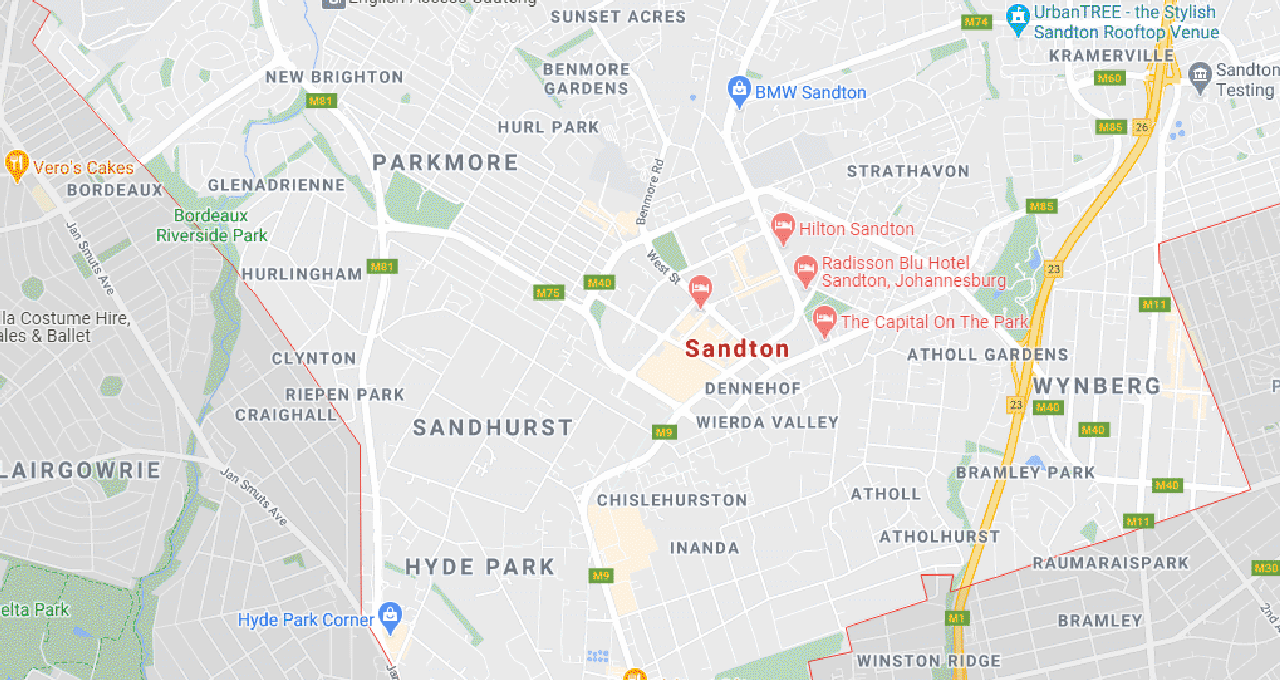 SUNSET ACRES
M74
UrbanTREE - the Stylish
Sandton Rooftop Venue
KRAMERVILLE
NEW BRIGHTON
BENMORE
GARDENS
M60
Sandton
Testing
M81
BMW Sandton
HURL PARK
M85
26
Vero's Cakes
PARKMORE
STRATHAVON
BORDEAUX
GLENADRIENNE
Benmore Rd
M85
Bordeaux
Riverside Park
Hilton Sandton
Jan Smuts Ave
West St
HURLINGHAM
M81
M40
M75
Radisson Blu Hotel
Sandton, Johannesburg
23
M11
la Costume Hire,
ales & Ballet
The Capital On The Park
Sandton
CLYNTON
ATHOLL GARDENS
RIEPEN PARK
DENNEHOF
WYNBERG
CRAIGHALL
23
M40
SANDHURST
M9
WIERDA VALLEY
M40
LAIRGOWRIE
BRAMLEY PARK
Jan Smuts Ave
M40
CHISLEHURSTON
ATHOLL
M11
ATHOLHURST
INANDA
HYDE PARK
RAUMARAISPARK
M9
M30
elta Park
Hyde Park Corner
M1
BRAMLEY
2nd A
WINSTON RIDGE
Ja